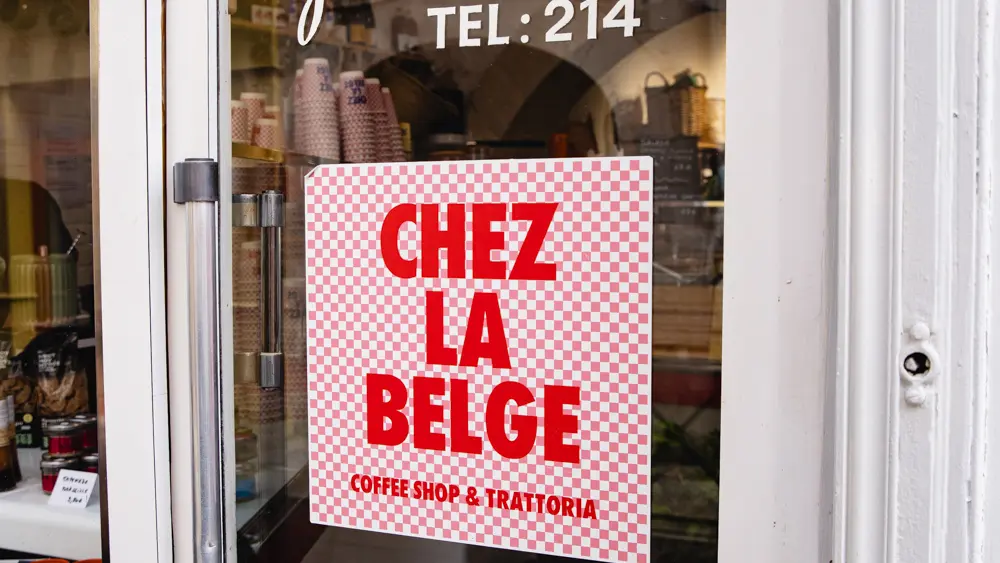 TEL: 214
CHEZ
LA
BELGE
COFFEE SHOP & TRATTORIA